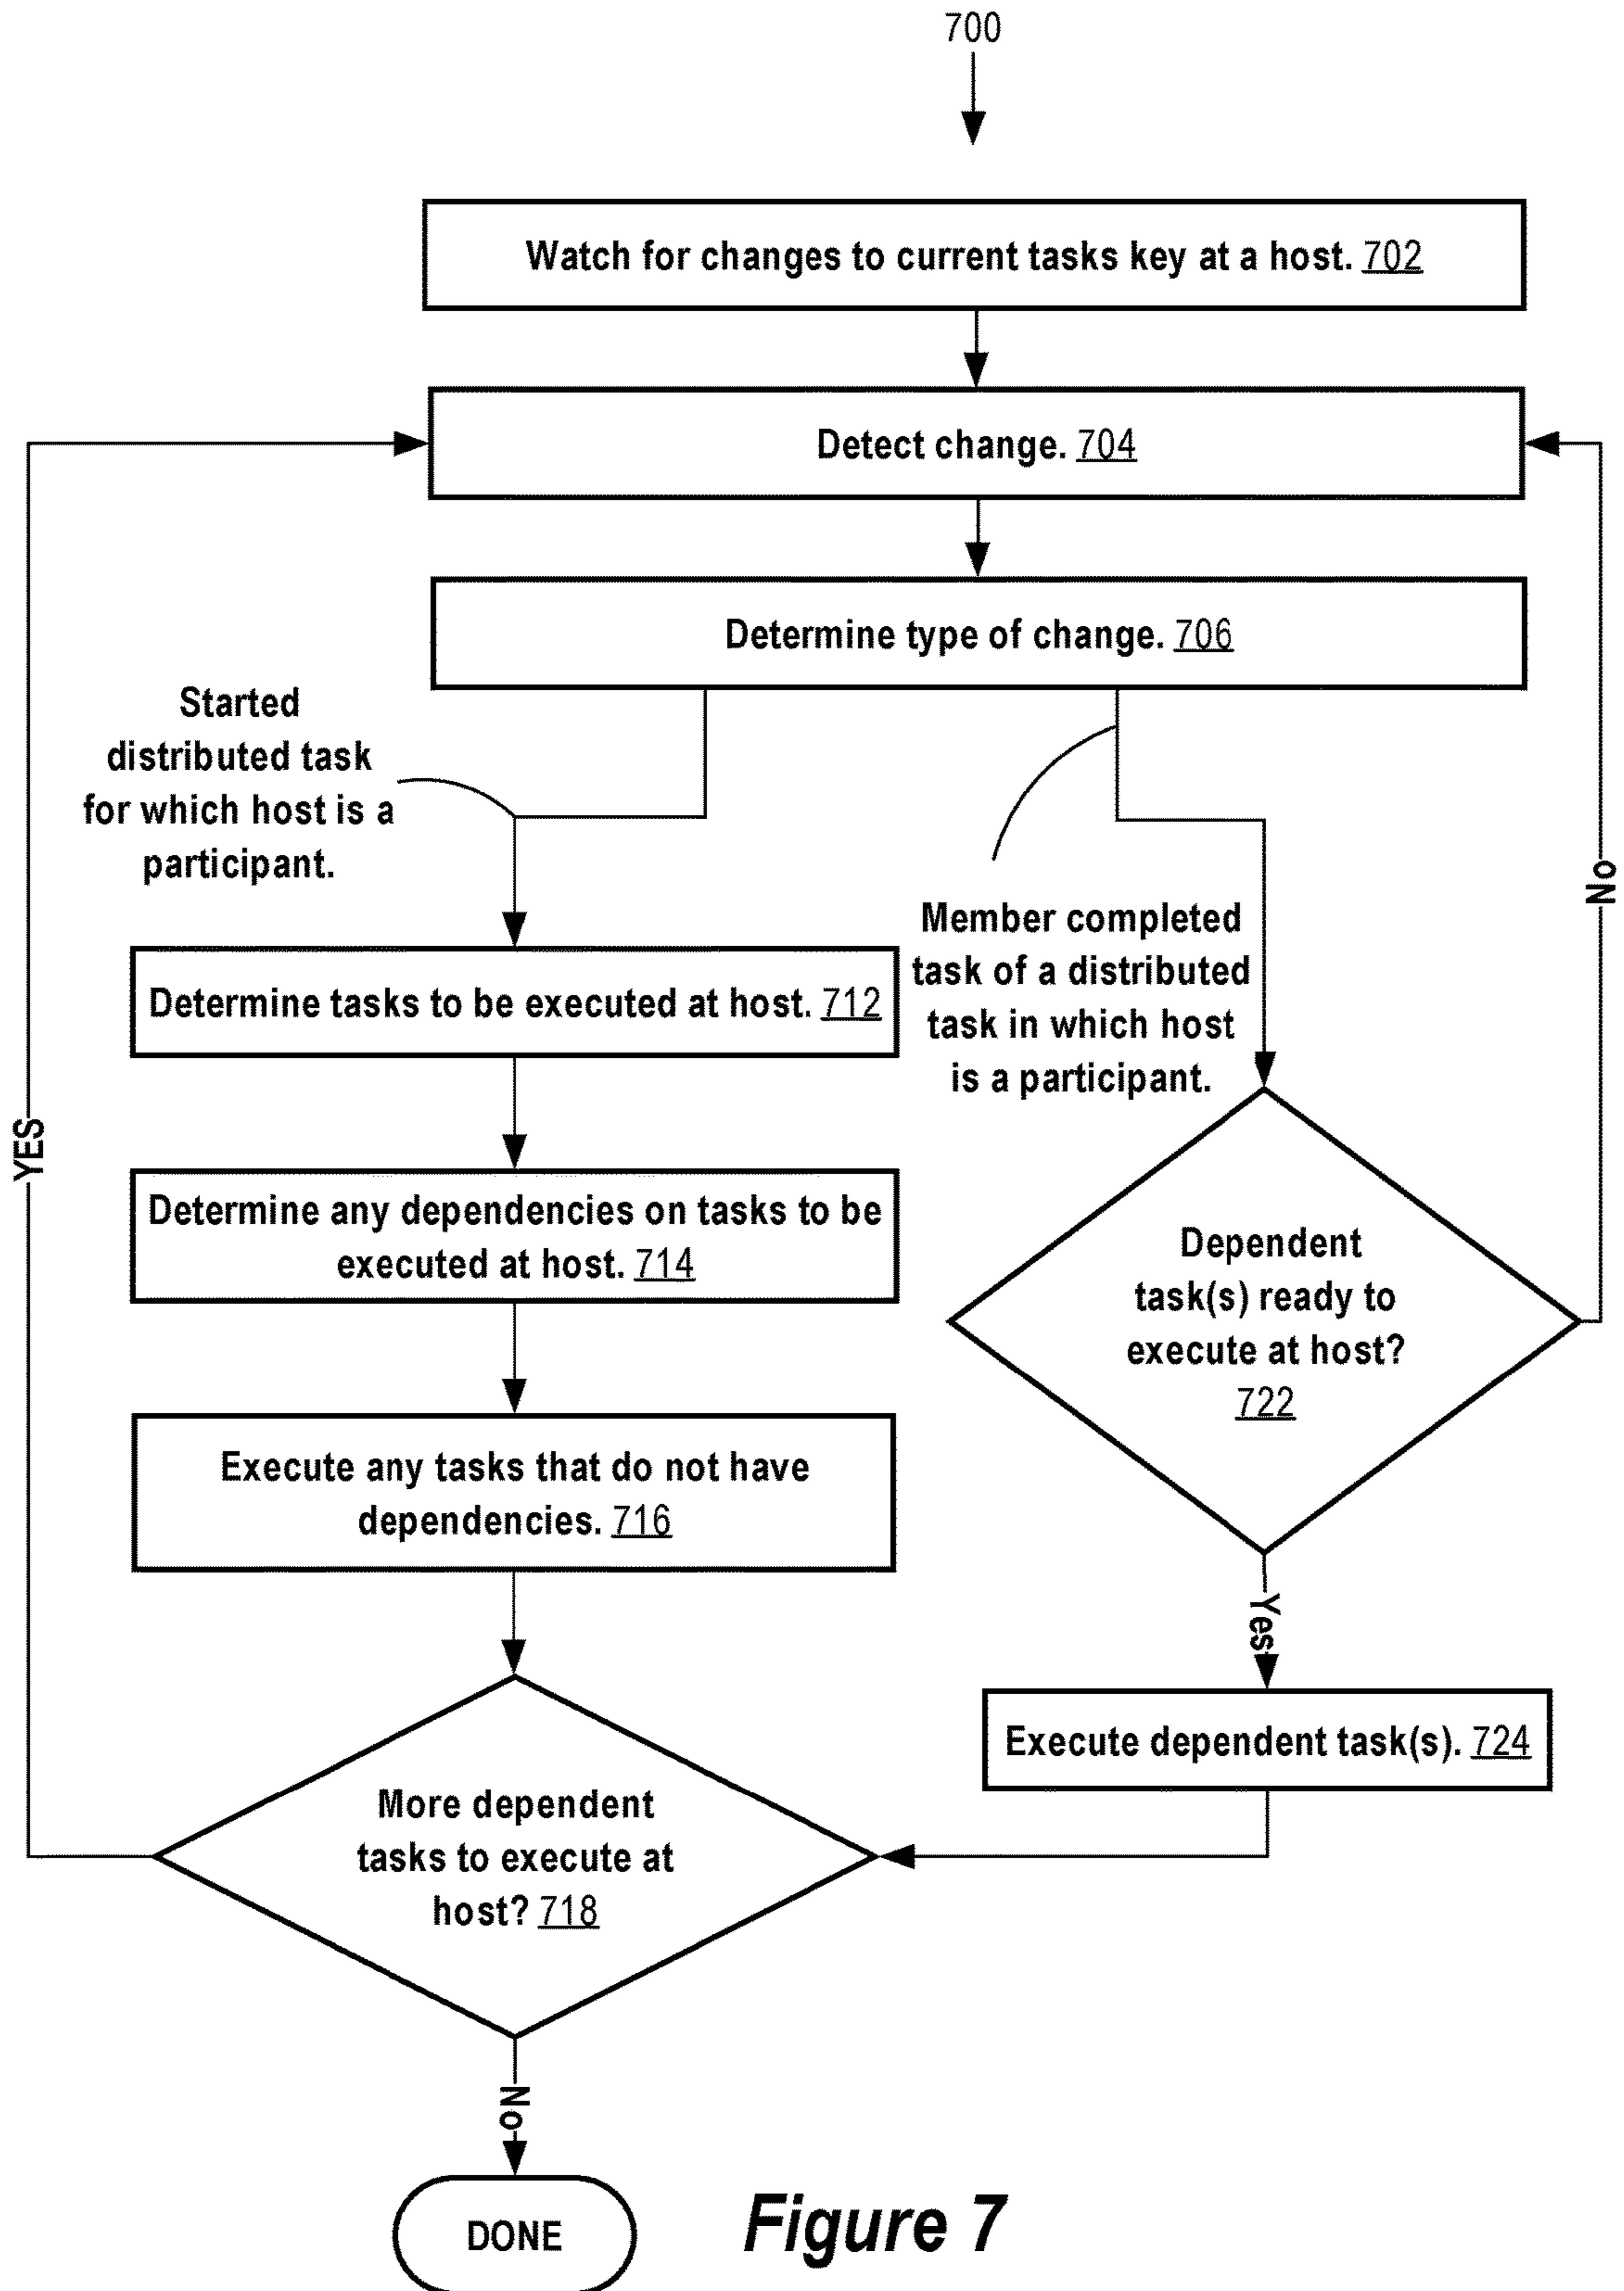 700
Watch for changes to current tasks key at a host. 702
Detect change. 704
Determine type of change. 706
Started
distributed task
for which host is a
participant.
Member completed
task of a distributed
task in which host
is a participant.
Determine tasks to be executed at host. 712
Determine any dependencies on tasks to be
executed at host. 714
Execute any tasks that do not have
dependencies. 716
More dependent
tasks to execute at
host? 718
YES
No
DONE
Dependent
task(s) ready to
execute at host?
722
No
Yes
Execute dependent task(s). 724
Figure 7